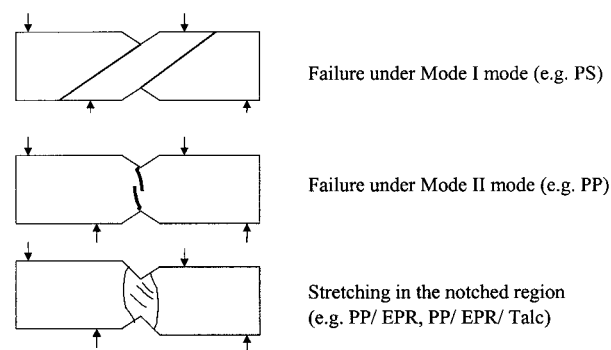 Failure under Mode I mode (e.g. PS)
Failure under Mode II mode (e.g. PP)
Stretching in the notched region
(e.g. PP/ EPR, PP/ EPR/ Talc)